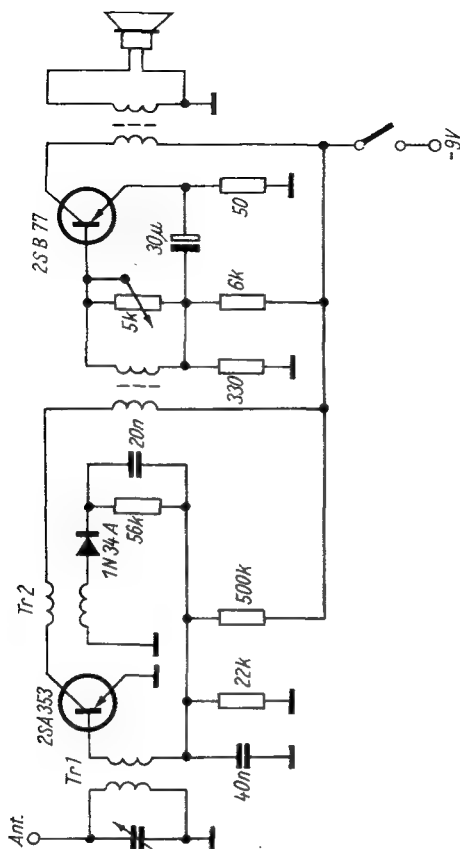 Ant.
Tr1
2SA353
Tr2
1N34A
56k
20n
40n
22k
500k
2SB77
5k
30µ
330
6k
50
-9V